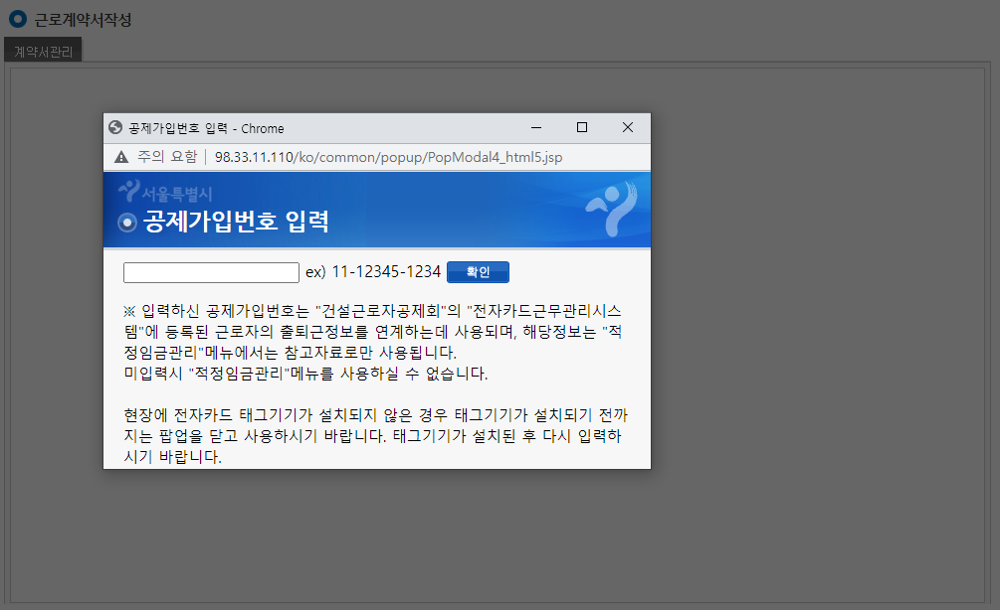 근로계약서작성
계약서관리
공제가입번호 입력 - Chrome
주의 요함 | 98.33.11.110/ko/common/popup/PopModal4_html5.jsp
서울특별시
공제가입번호 입력
ex) 11-12345-1234 확인
※ 입력하신 공제가입번호는 "건설근로자공제회"의 "전자카드근무관리시스
템"에 등록된 근로자의 출퇴근정보를 연계하는데 사용되며, 해당정보는 "적
정임금관리"메뉴에서는 참고자료로만 사용됩니다.
미입력시 "적정임금관리"메뉴를 사용하실 수 없습니다.
현장에 전자카드 태그기기가 설치되지 않은 경우 태그기기가 설치되기 전까
지는 팝업을 닫고 사용하시기 바랍니다. 태그기기가 설치된 후 다시 입력하
시기 바랍니다.